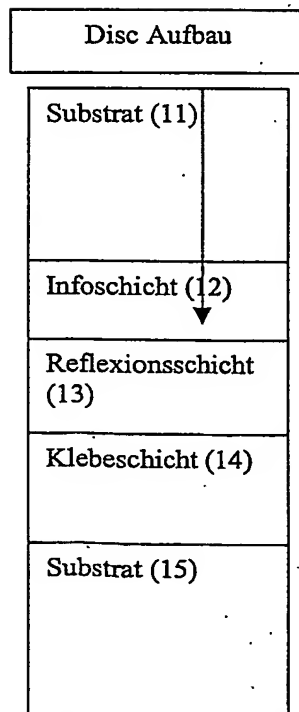 Disc Aufbau
Substrat (11)
Infoschicht (12)
Reflexionsschicht
(13)
Klebeschicht (14)
Substrat (15)